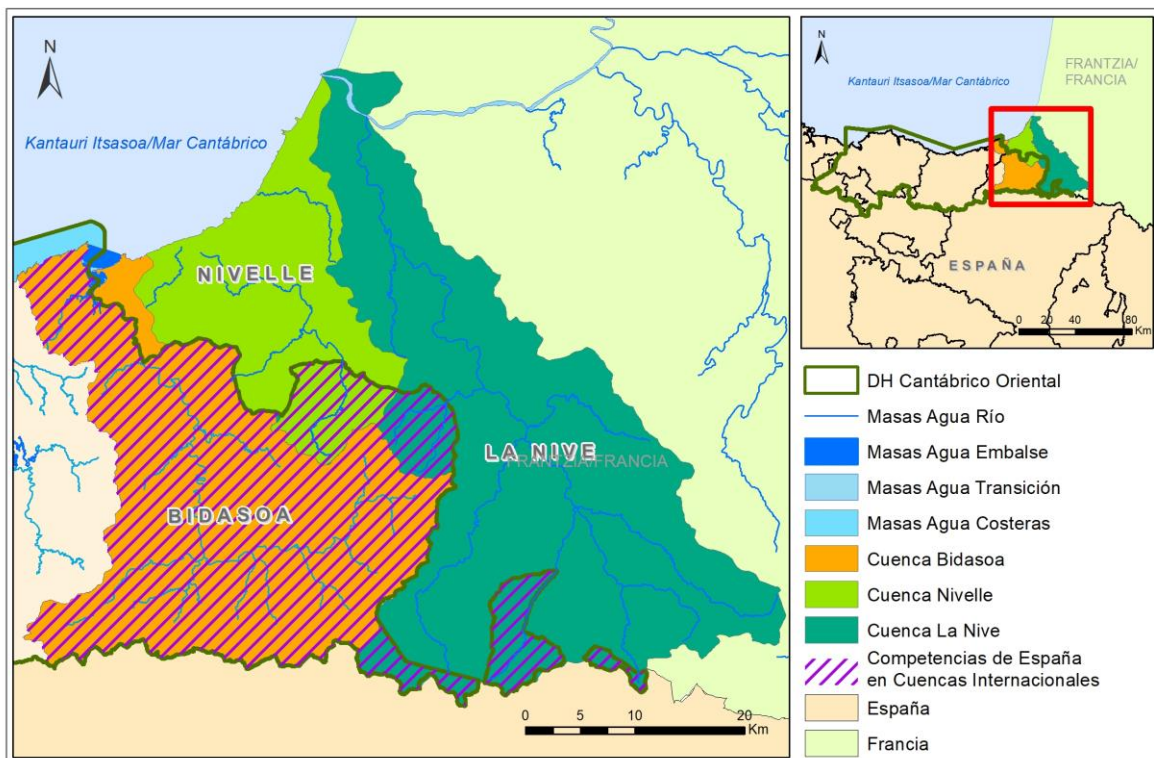 N
Kantauri Itsasoa/Mar Cantábrico
NIVELLE
LA NIVE
FRANTZIA/FRANCIA
BIDASOA
0 5 10 20
Km
N
FRANTZIA/
FRANCIA
Kantauri Itsasoa/Mar Cantábrico
ESPAÑA
0 20 40 80
Km
DH Cantábrico Oriental
Masas Agua Río
Masas Agua Embalse
Masas Agua Transición
Masas Agua Costeras
Cuenca Bidasoa
Cuenca Nivelle
Cuenca La Nive
Competencias de España
en Cuencas Internacionales
España
Francia